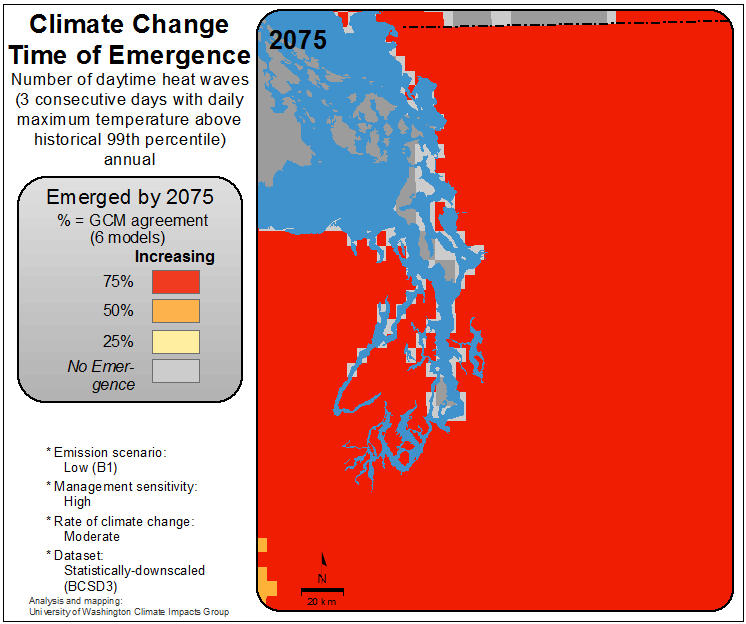 Climate Change
Time of Emergence
Number of daytime heat waves
(3 consecutive days with daily
maximum temperature above
historical 99th percentile)
annual
Emerged by 2075
% = GCM agreement
(6 models)
Increasing
75%
50%
25%
No Emer-
gence
* Emission scenario:
Low (B1)
* Management sensitivity:
High
* Rate of climate change:
Moderate
* Dataset:
Statistically-downscaled
(BCSD3)
Analysis and mapping:
University of Washington Climate Impacts Group
2075
N
20 km